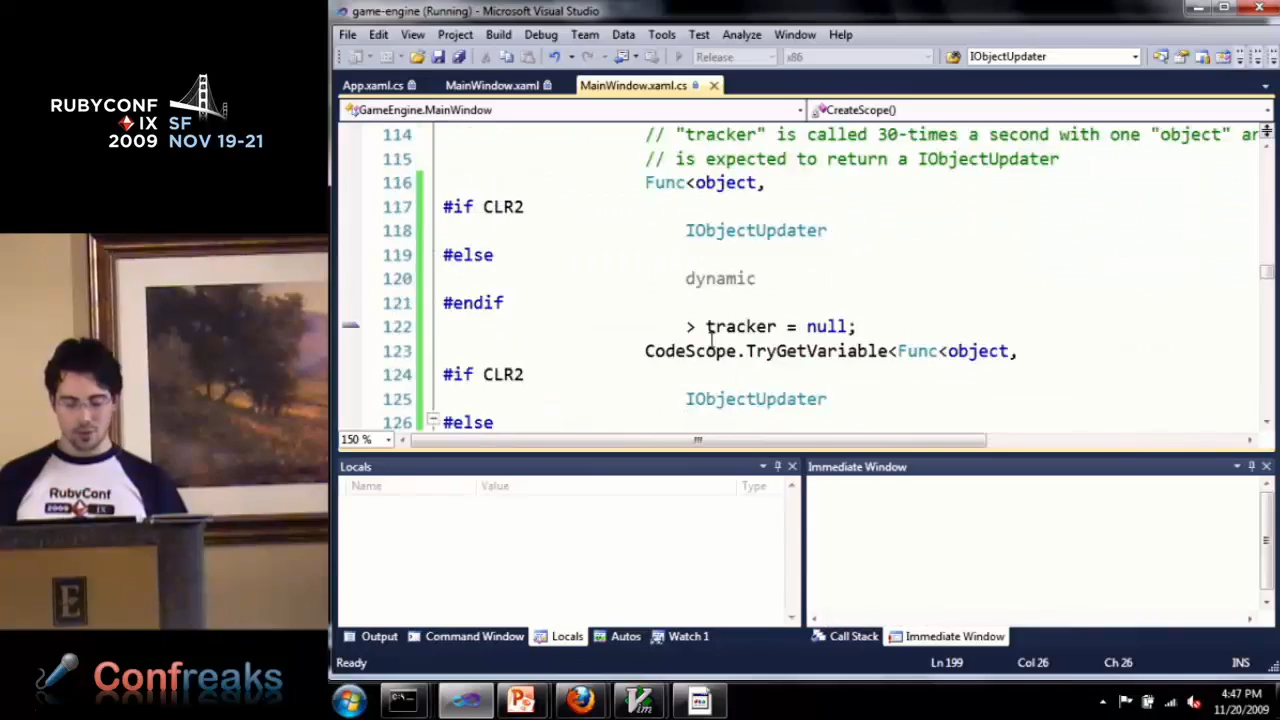 RUBYCONF
IX SF
2009 NOV 19-21
RubyConf
2009 IX
E
Confreaks
game-engine (Running) - Microsoft Visual Studio
File Edit View Project Build Debug Team Data Tools Test Analyze Window Help
Release x86 IObjectUpdater
App.xaml.cs MainWindow.xaml MainWindow.xaml.cs
GameEngine.MainWindow CreateScope()
114 // "tracker" is called 30-times a second with one "object" an
115 // is expected to return a IObjectUpdater
116 Func<object,
117 #if CLR2
118 IObjectUpdater
119 #else
120 dynamic
121 #endif
122 > tracker = null;
123 CodeScope.TryGetVariable<Func<object,
124 #if CLR2
125 IObjectUpdater
126 #else
150 %
Locals
Name Value Type
Immediate Window
Output Command Window Locals Autos Watch 1
Call Stack Immediate Window
Ready Ln 199 Col 26 Ch 26 INS
4:47 PM
11/20/2009